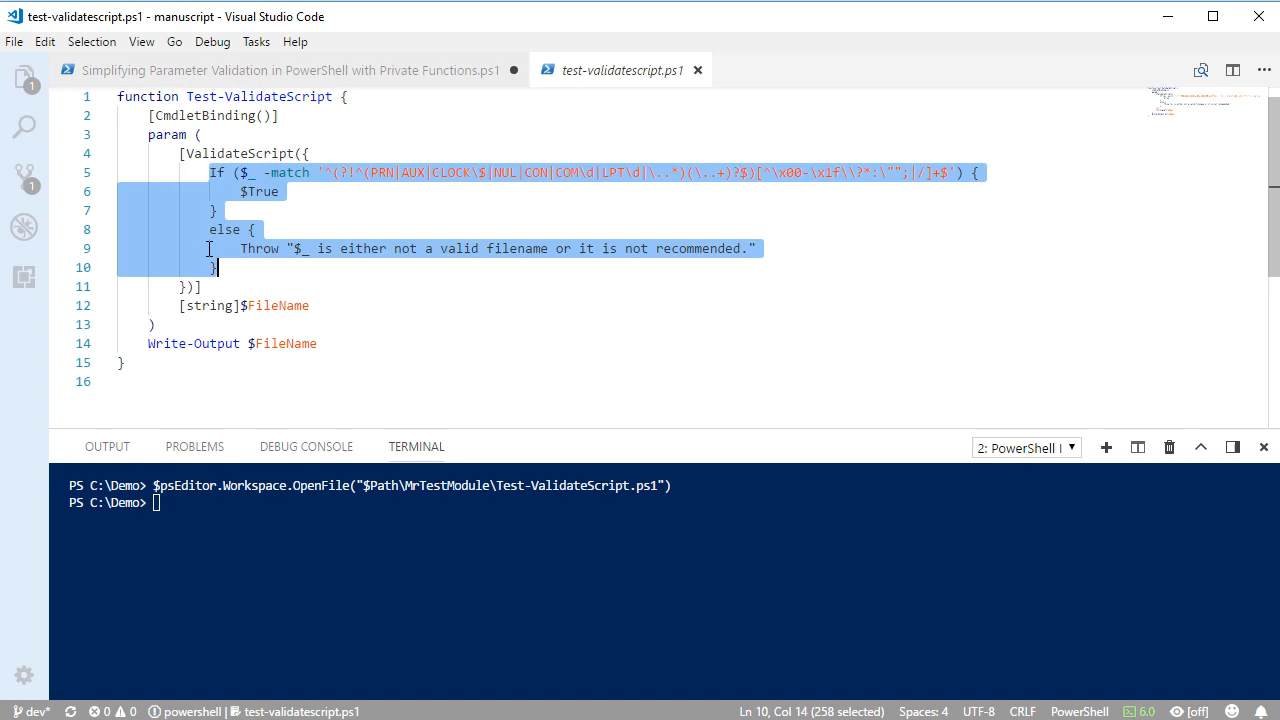 test-validatescript.ps1 - manuscript - Visual Studio Code
File Edit Selection View Go Debug Tasks Help
Simplifying Parameter Validation in PowerShell with Private Functions.ps1
test-validatescript.ps1
1 function Test-ValidateScript {
2 [CmdletBinding()]
3 param (
4 [ValidateScript({
5 If ($_ -match '^(?!^(PRN|AUX|CLOCK\$|NUL|CON|COM\d|LPT\d|\..*)(\..+)?$)[^\x00-\x1f\\?*:\"";|/]+$') {
6 $True
7 }
8 else {
9 Throw "$_ is either not a valid filename or it is not recommended."
10 }
11 })]
12 [string]$FileName
13 )
14 Write-Output $FileName
15 }
16
OUTPUT PROBLEMS DEBUG CONSOLE TERMINAL 2: PowerShell I
PS C:\Demo> $psEditor.Workspace.OpenFile("$Path\MrTestModule\Test-ValidateScript.ps1")
PS C:\Demo>
dev* 0 0 powershell | test-validatescript.ps1 Ln 10, Col 14 (258 selected) Spaces: 4 UTF-8 CRLF PowerShell 6.0 [off]